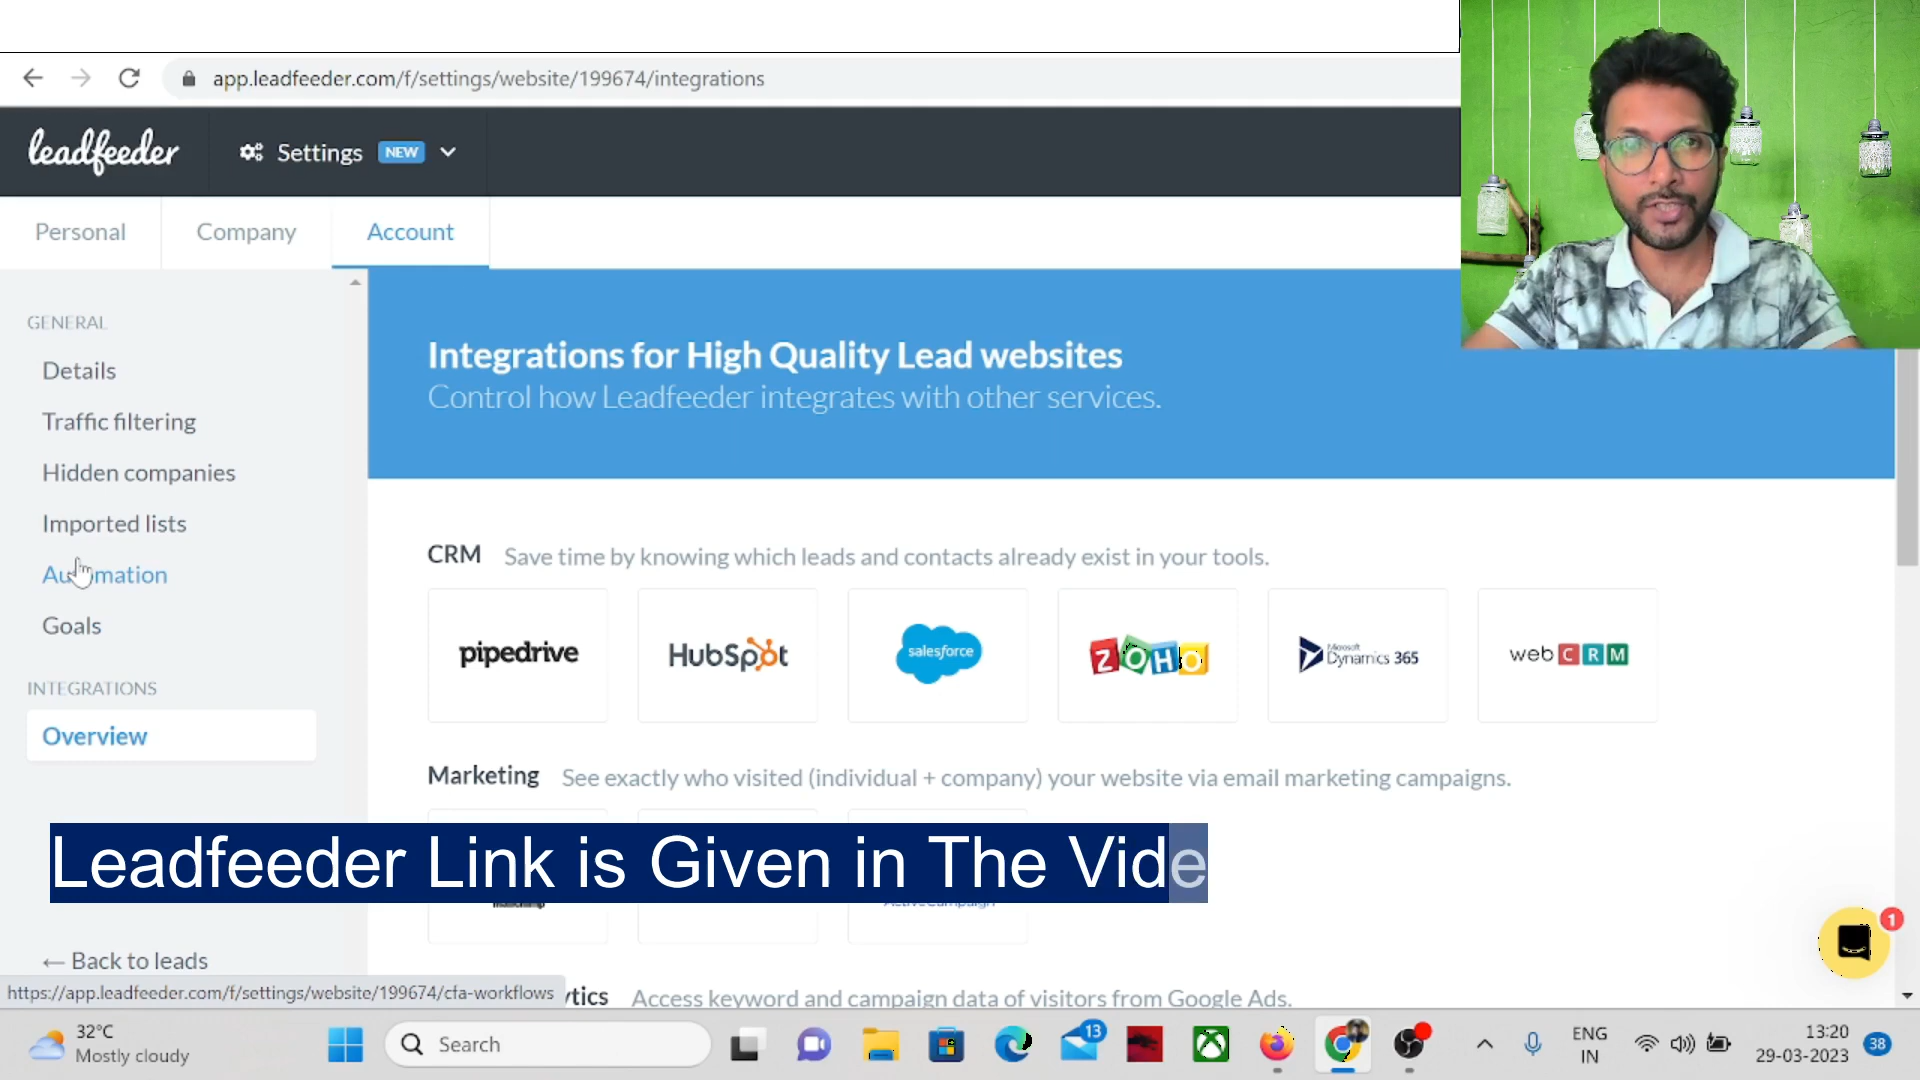 app.leadfeeder.com/f/settings/website/199674/integrations
leadfeeder
Settings NEW
Personal
Company
Account
GENERAL
Details
Traffic filtering
Hidden companies
Imported lists
Automation
Goals
INTEGRATIONS
Overview
← Back to leads
Integrations for High Quality Lead websites
Control how Leadfeeder integrates with other services.
CRM Save time by knowing which leads and contacts already exist in your tools.
pipedrive
HubSpot
salesforce
ZOHO
Microsoft
Dynamics 365
web CRM
Marketing See exactly who visited (individual + company) your website via email marketing campaigns.
Leadfeeder Link is Given in The Vide
ActiveCampaign
1
https://app.leadfeeder.com/f/settings/website/199674/cfa-workflows
ytics Access keyword and campaign data of visitors from Google Ads.
32°C
Mostly cloudy
Search
13
ENG
IN
13:20
29-03-2023
38